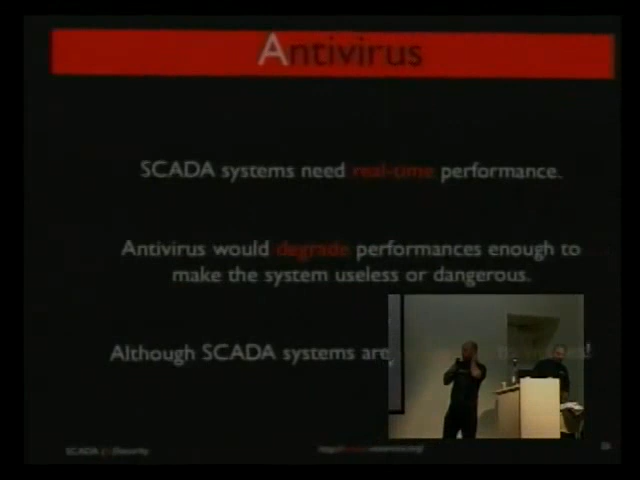 Antivirus
SCADA systems need real-time performance.
Antivirus would degrade performances enough to
make the system useless or dangerous.
Although SCADA systems are
SCADA